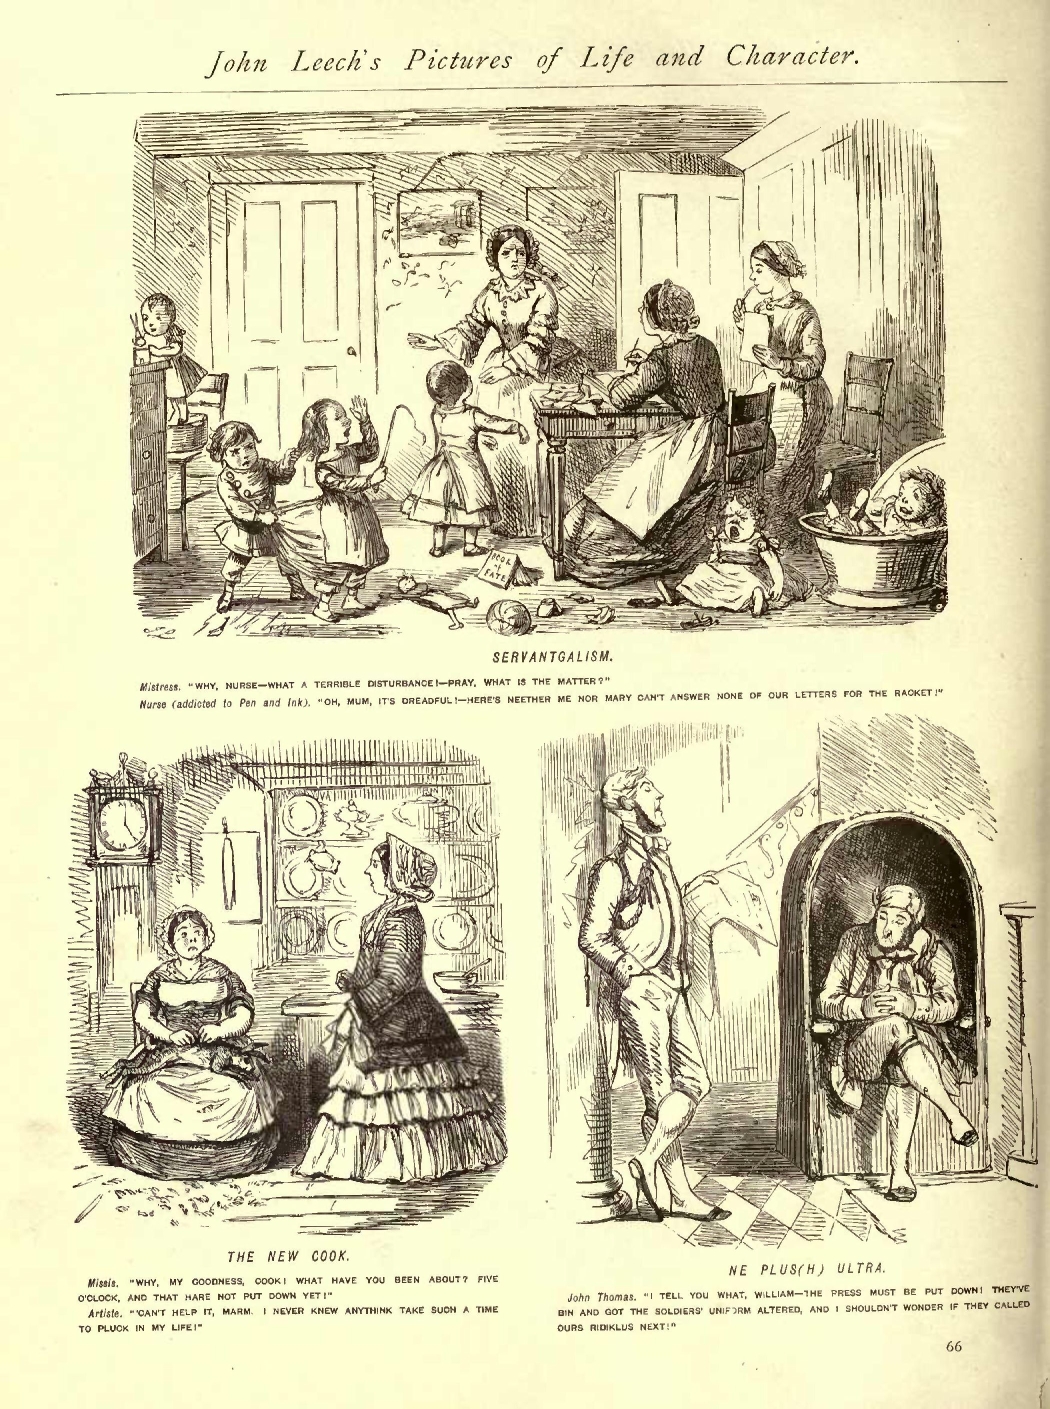 John Leech's Pictures of Life and Character.
BOOK
of
FATE
SERVANTGALISM.
Mistress. "WHY, NURSE—WHAT A TERRIBLE DISTURBANCE!—PRAY, WHAT IS THE MATTER?"
Nurse (addicted to Pen and Ink). "OH, MUM, IT'S DREADFUL!—HERE'S NEETHER ME NOR MARY CAN'T ANSWER NONE OF OUR LETTERS FOR THE RACKET!"
THE NEW COOK.
Missis. "WHY, MY GOODNESS, COOK! WHAT HAVE YOU BEEN ABOUT? FIVE
O'CLOCK, AND THAT HARE NOT PUT DOWN YET!"
Artiste. "'CAN'T HELP IT, MARM. I NEVER KNEW ANYTHINK TAKE SUCH A TIME
TO PLUCK IN MY LIFE!"
NE PLUS(H) ULTRA.
John Thomas. "I TELL YOU WHAT, WILLIAM—THE PRESS MUST BE PUT DOWN! THEY'VE
BIN AND GOT THE SOLDIERS' UNIFORM ALTERED, AND I SHOULDN'T WONDER IF THEY CALLED
OURS RIDIKLUS NEXT!"
66